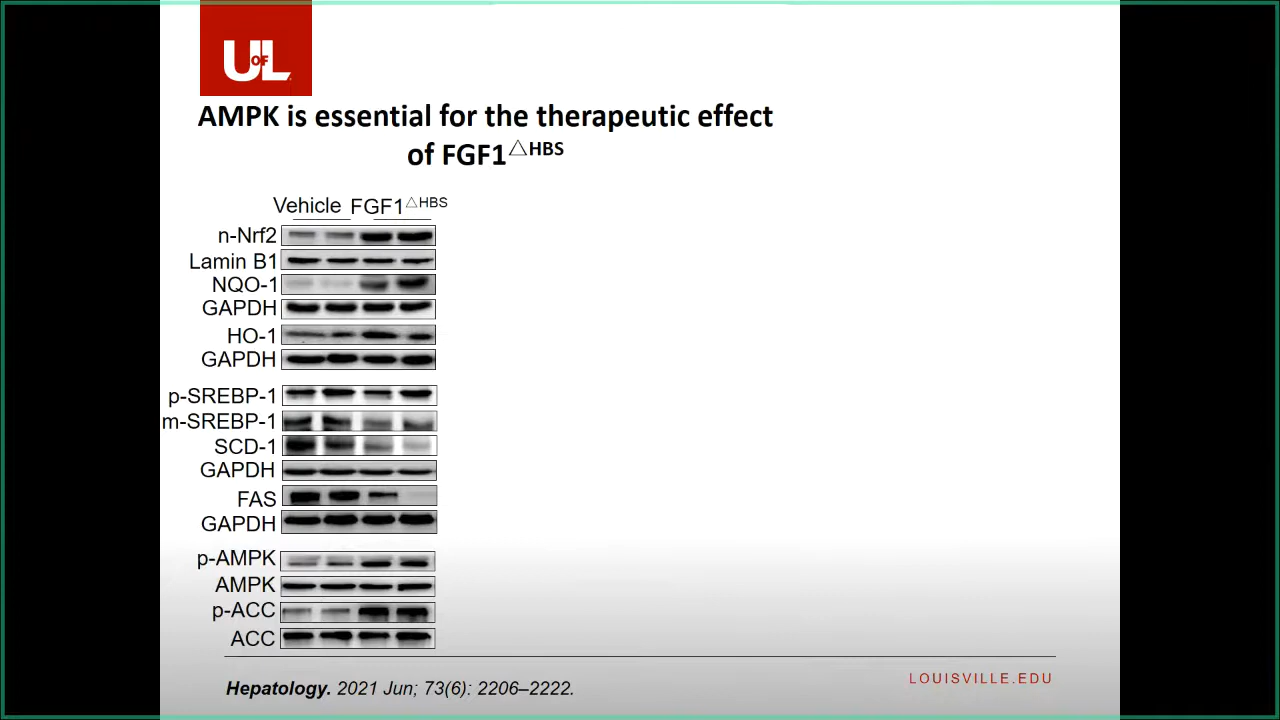 UofL
AMPK is essential for the therapeutic effect
of FGF1△HBS
Vehicle FGF1△HBS
n-Nrf2
Lamin B1
NQO-1
GAPDH
HO-1
GAPDH
p-SREBP-1
m-SREBP-1
SCD-1
GAPDH
FAS
GAPDH
p-AMPK
AMPK
p-ACC
ACC
Hepatology. 2021 Jun; 73(6): 2206–2222.
LOUISVILLE.EDU